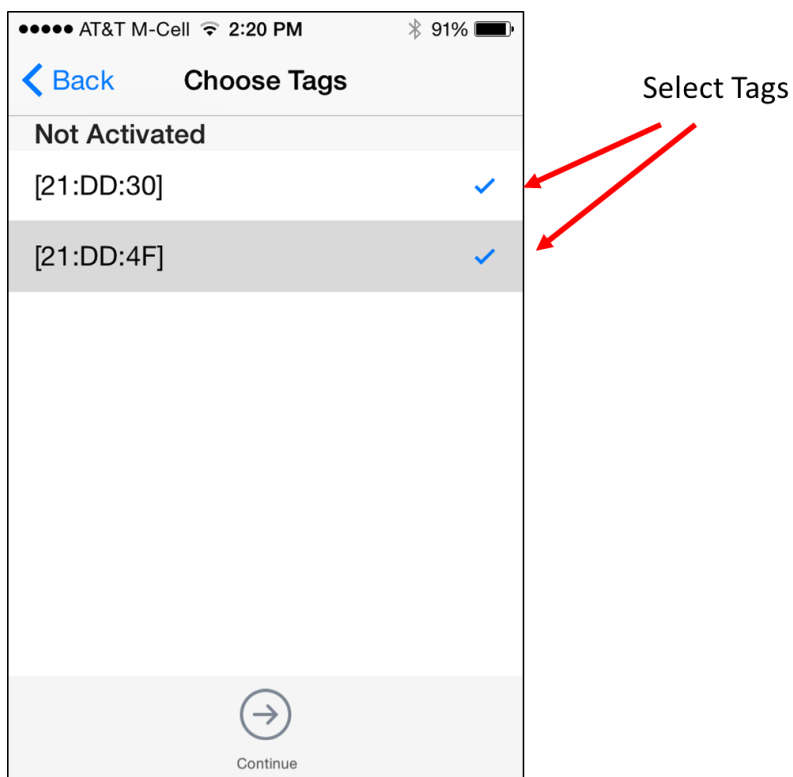 AT&T M-Cell 2:20 PM 91%
Back Choose Tags
Select Tags
Not Activated
[21:DD:30]
[21:DD:4F]
Continue